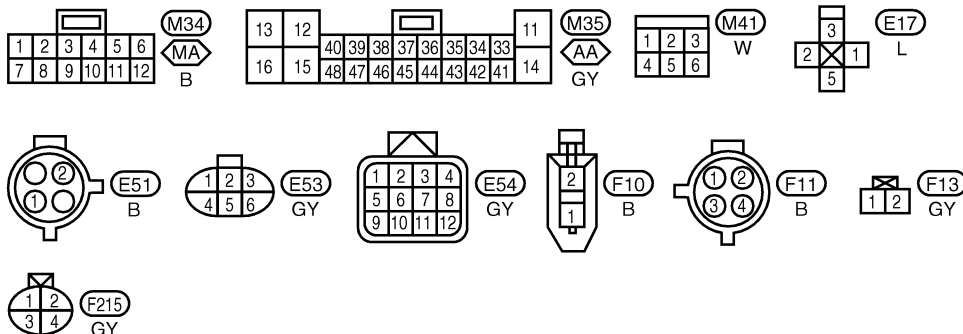 M34
1 2 3 4 5 6
MA
7 8 9 10 11 12
B
13 12 11
M35
40 39 38 37 36 35 34 33
AA
16 15 48 47 46 45 44 43 42 41 14
GY
M41
1 2 3
W
4 5 6
E17
3
L
2 1
5
2
E51
1
B
1 2 3
E53
4 5 6
GY
1 2 3 4
E54
5 6 7 8
GY
9 10 11 12
2
F10
B
1
1 2
F11
3 4
B
F13
1 2
GY
1 2
F215
3 4
GY